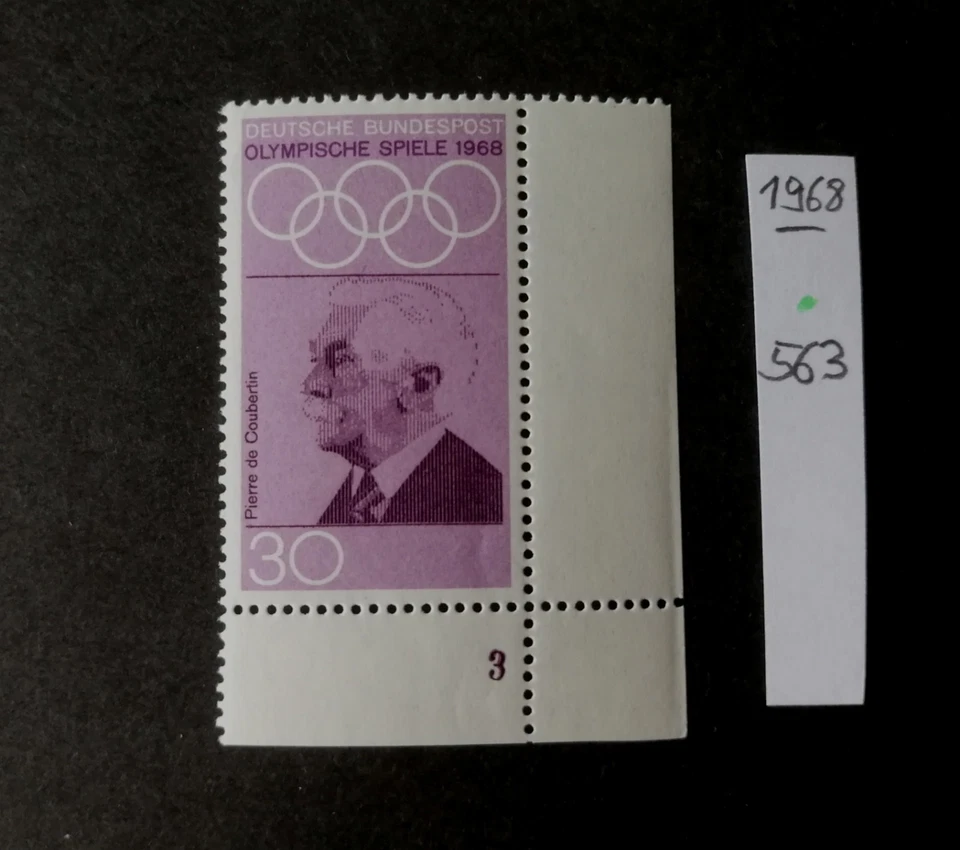 DEUTSCHE BUNDESPOST
OLYMPISCHE SPIELE 1968
Pierre de Coubertin
30
3
1968
563